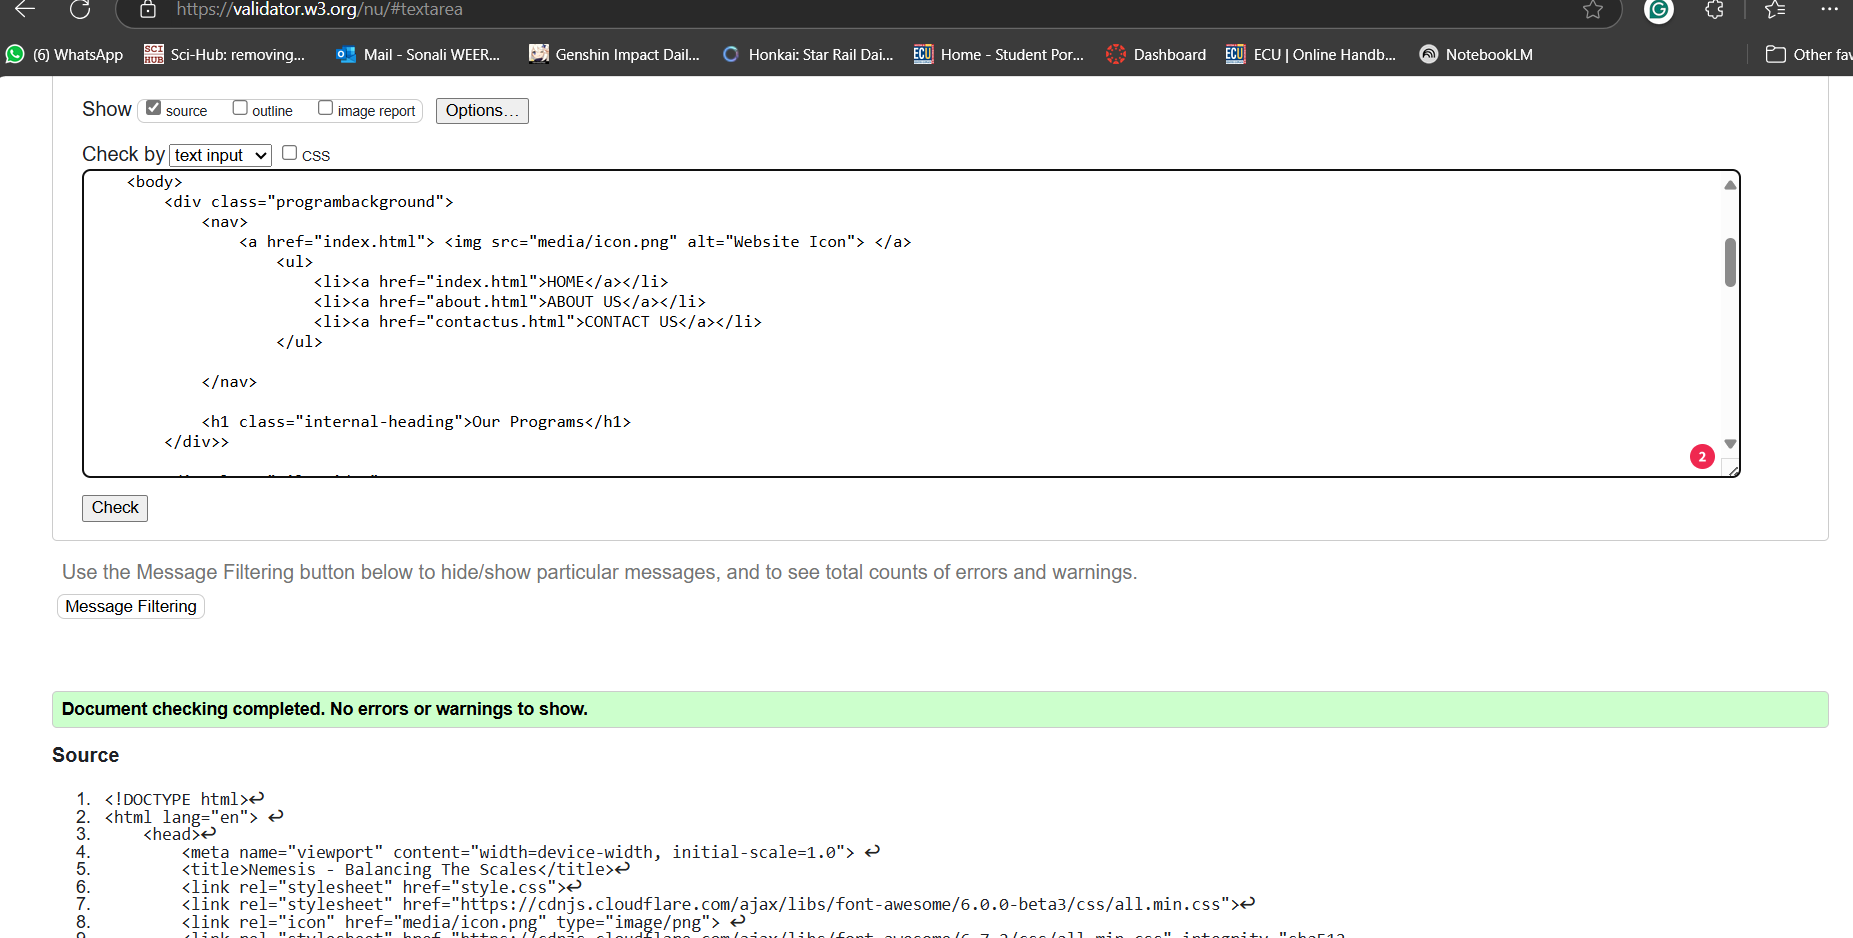 https://validator.w3.org/nu/#textarea
(6) WhatsApp SCI HUB Sci-Hub: removing... Mail - Sonali WEER... Genshin Impact Dail... Honkai: Star Rail Dai... ECU Home - Student Por... Dashboard ECU ECU | Online Handb... NotebookLM Other fav
Show source outline image report Options...
Check by text input CSS
<body>
<div class="programbackground">
<nav>
<a href="index.html"> <img src="media/icon.png" alt="Website Icon"> </a>
<ul>
<li><a href="index.html">HOME</a></li>
<li><a href="about.html">ABOUT US</a></li>
<li><a href="contactus.html">CONTACT US</a></li>
</ul>
</nav>
<h1 class="internal-heading">Our Programs</h1>
</div>>
2
Check
Use the Message Filtering button below to hide/show particular messages, and to see total counts of errors and warnings.
Message Filtering
Document checking completed. No errors or warnings to show.
Source
1. <!DOCTYPE html>↩
2. <html lang="en"> ↩
3. <head>↩
4. <meta name="viewport" content="width=device-width, initial-scale=1.0"> ↩
5. <title>Nemesis - Balancing The Scales</title>↩
6. <link rel="stylesheet" href="style.css">↩
7. <link rel="stylesheet" href="https://cdnjs.cloudflare.com/ajax/libs/font-awesome/6.0.0-beta3/css/all.min.css">↩
8. <link rel="icon" href="media/icon.png" type="image/png"> ↩